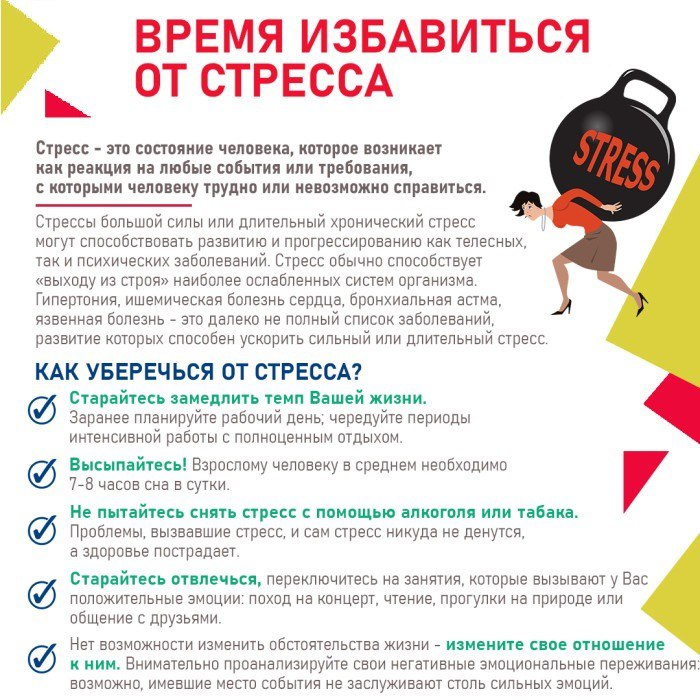 ВРЕМЯ ИЗБАВИТЬСЯ
ОТ СТРЕССА
STRESS
Стресс - это состояние человека, которое возникает
как реакция на любые события или требования,
с которыми человеку трудно или невозможно справиться.
Стрессы большой силы или длительный хронический стресс
могут способствовать развитию и прогрессированию как телесных,
так и психических заболеваний. Стресс обычно способствует
«выходу из строя» наиболее ослабленных систем организма.
Гипертония, ишемическая болезнь сердца, бронхиальная астма,
язвенная болезнь - это далеко не полный список заболеваний,
развитие которых способен ускорить сильный или длительный стресс.
КАК УБЕРЕЧЬСЯ ОТ СТРЕССА?
Старайтесь замедлить темп Вашей жизни.
Заранее планируйте рабочий день; чередуйте периоды
интенсивной работы с полноценным отдыхом.
Высыпайтесь! Взрослому человеку в среднем необходимо
7-8 часов сна в сутки.
Не пытайтесь снять стресс с помощью алкоголя или табака.
Проблемы, вызвавшие стресс, и сам стресс никуда не денутся,
а здоровье пострадает.
Старайтесь отвлечься, переключитесь на занятия, которые вызывают у Вас
положительные эмоции: поход на концерт, чтение, прогулки на природе или
общение с друзьями.
Нет возможности изменить обстоятельства жизни - измените свое отношение
к ним. Внимательно проанализируйте свои негативные эмоциональные переживания:
возможно, имевшие место события не заслуживают столь сильных эмоций.